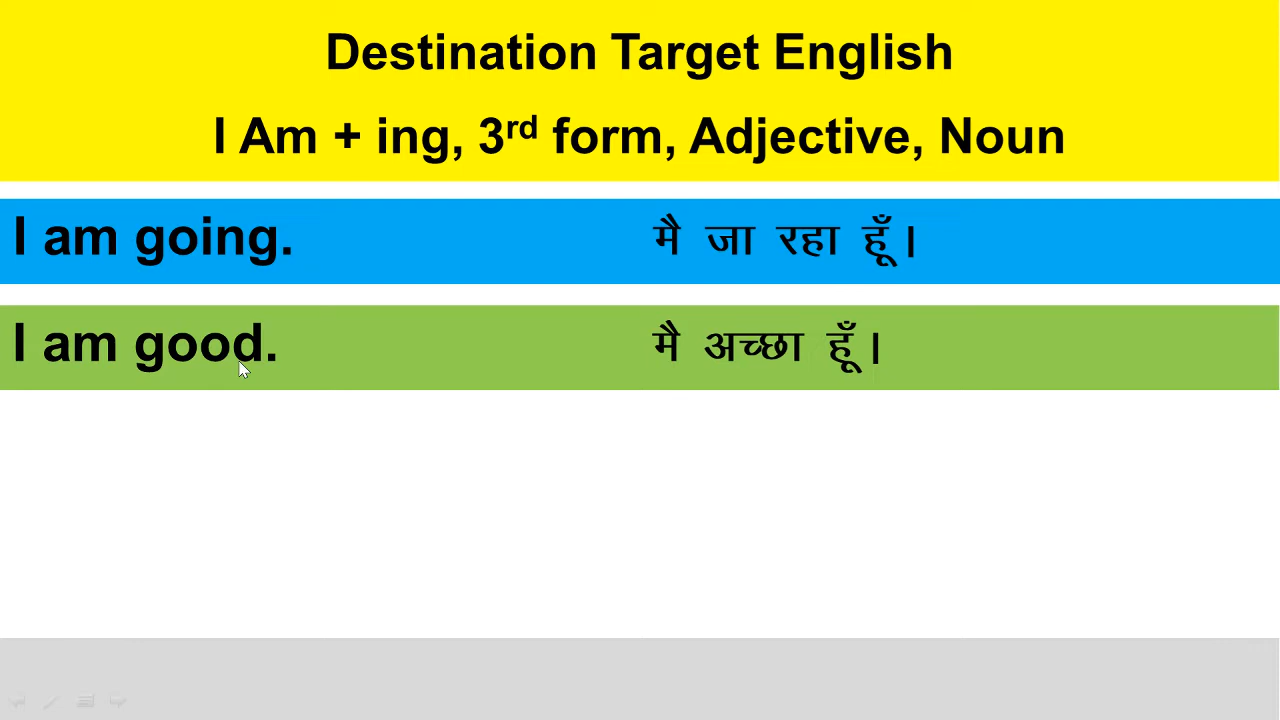 Destination Target English
I Am + ing, 3rd form, Adjective, Noun
I am going. मै जा रहा हूँ।
I am good. मै अच्छा हूँ।